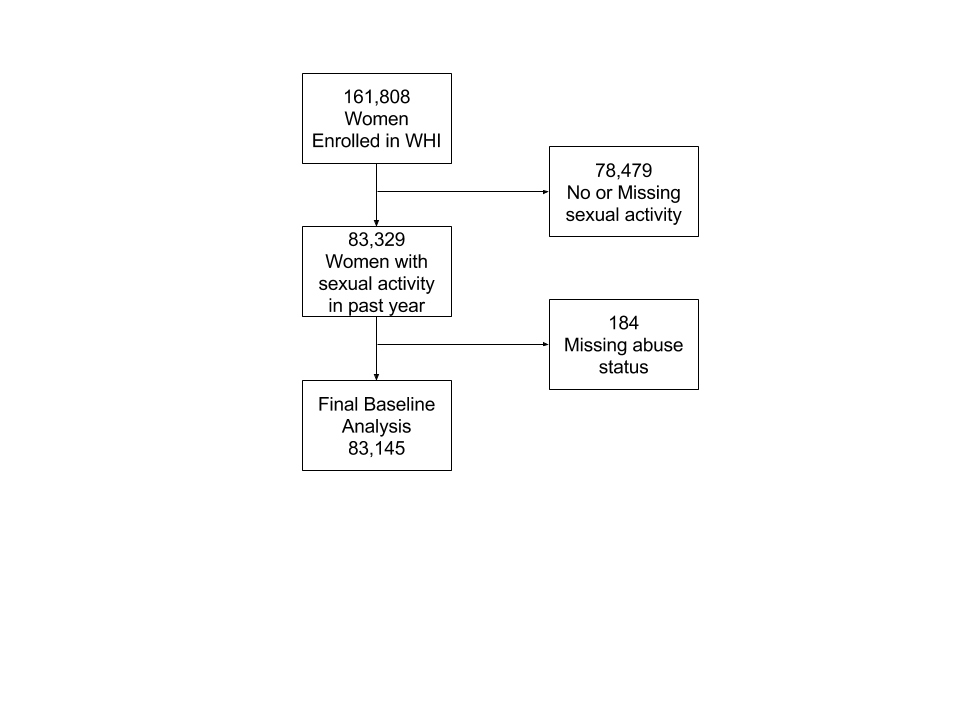 161,808
Women
Enrolled in WHI
78,479
No or Missing
sexual activity
83,329
Women with
sexual activity
in past year
184
Missing abuse
status
Final Baseline
Analysis
83,145